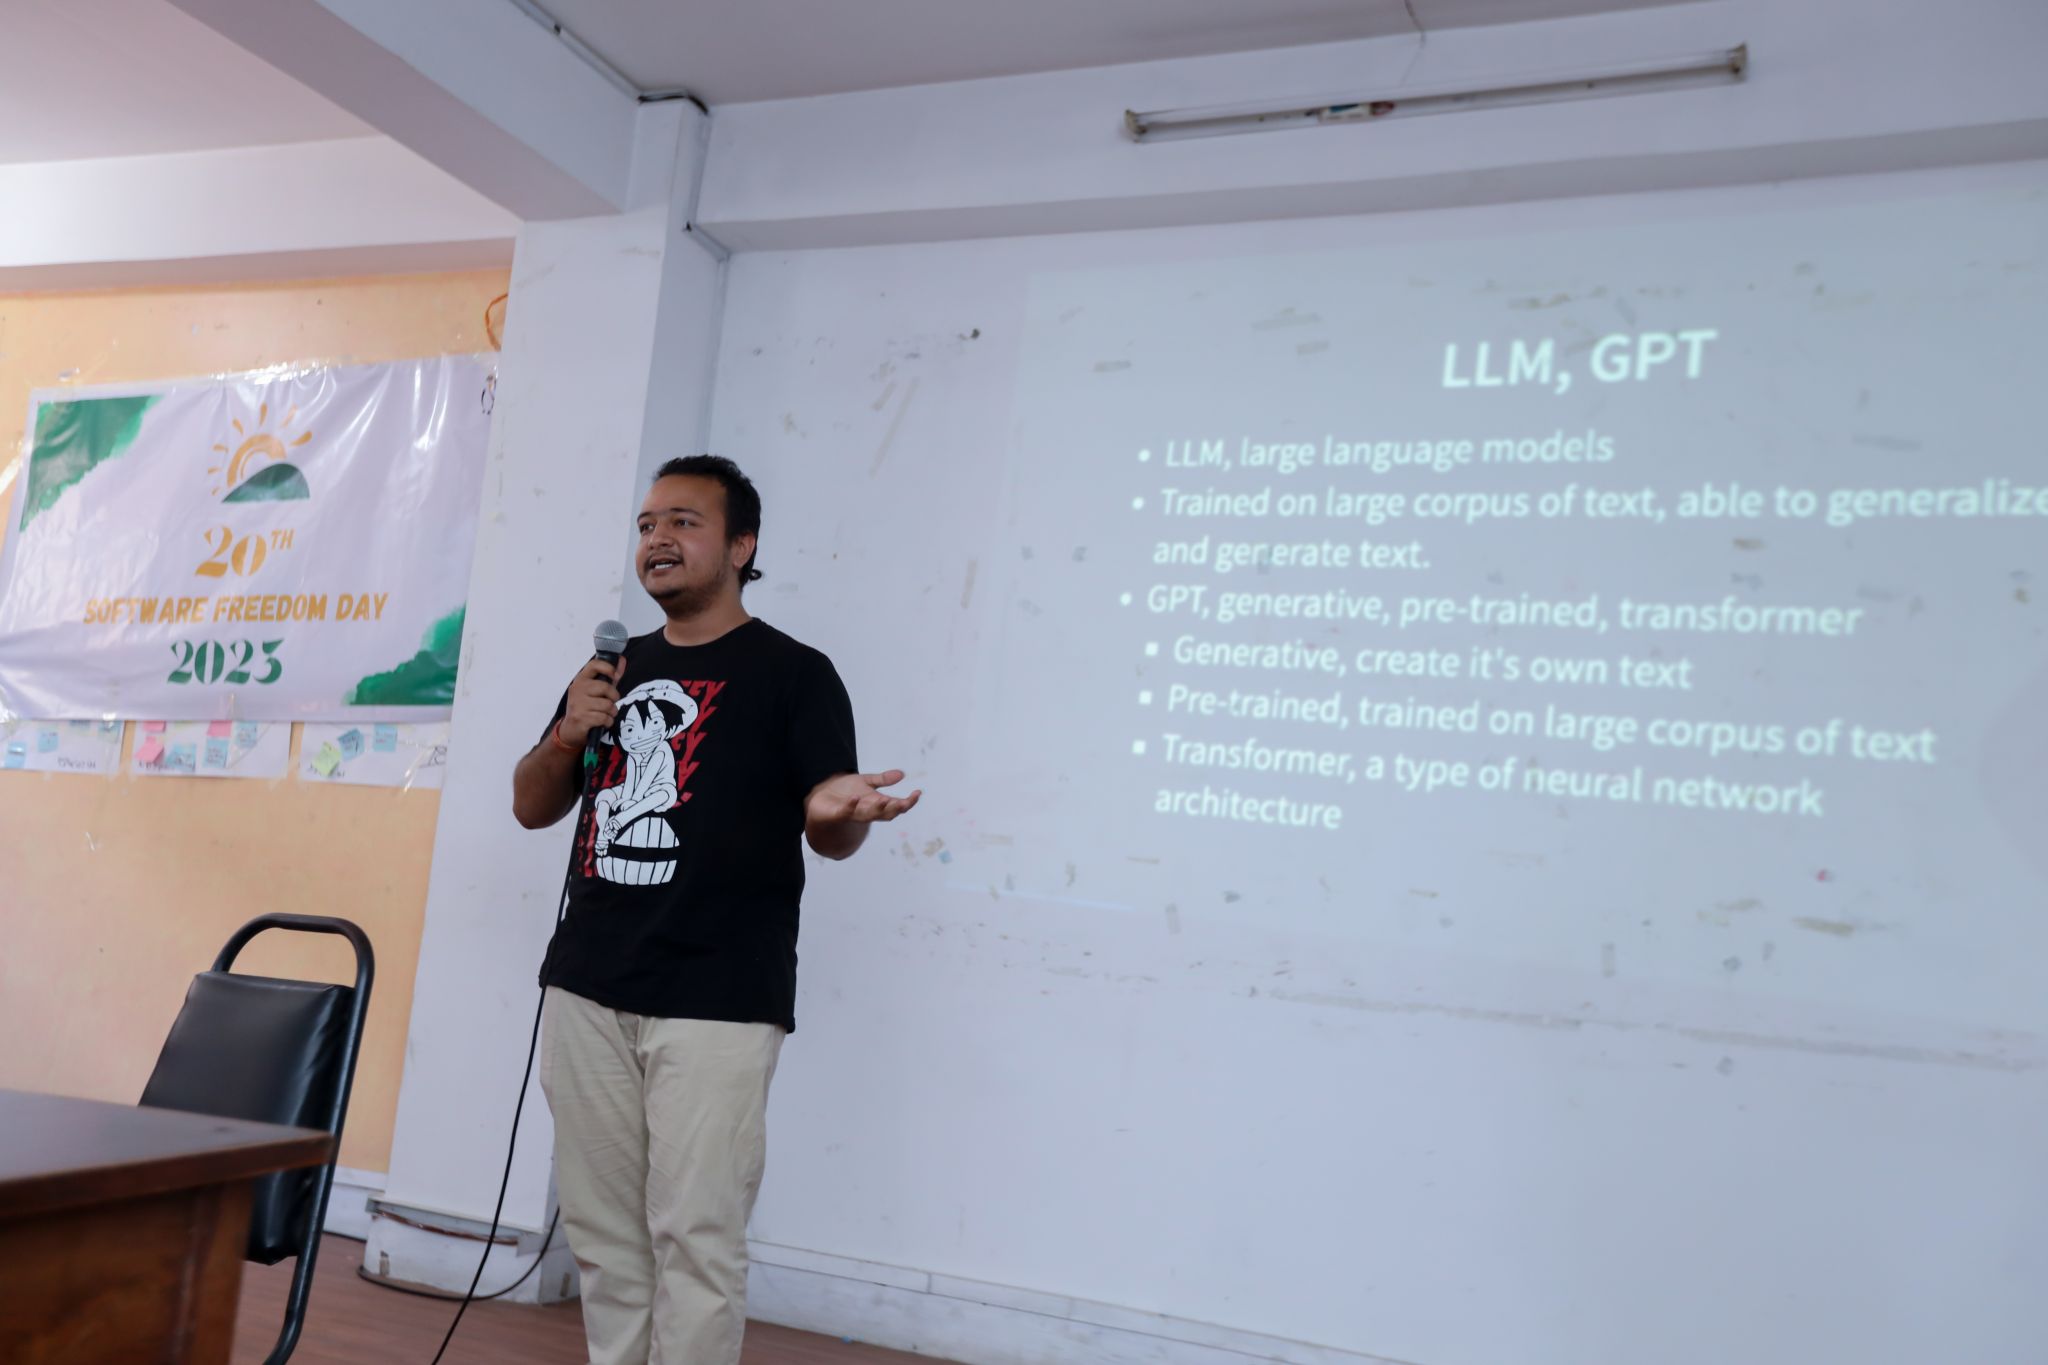 20TH
SOFTWARE FREEDOM DAY
2023
LLM, GPT
• LLM, large language models
• Trained on large corpus of text, able to generalize
and generate text.
• GPT, generative, pre-trained, transformer
▪ Generative, create it's own text
▪ Pre-trained, trained on large corpus of text
▪ Transformer, a type of neural network
architecture